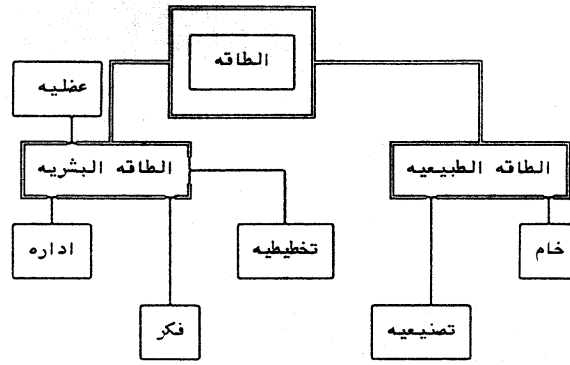 الطاقه
عضليه
الطاقه الطبيعيه
الطاقه البشريه
خام
تخطيطيه
اداره
تصنيعيه
فكر